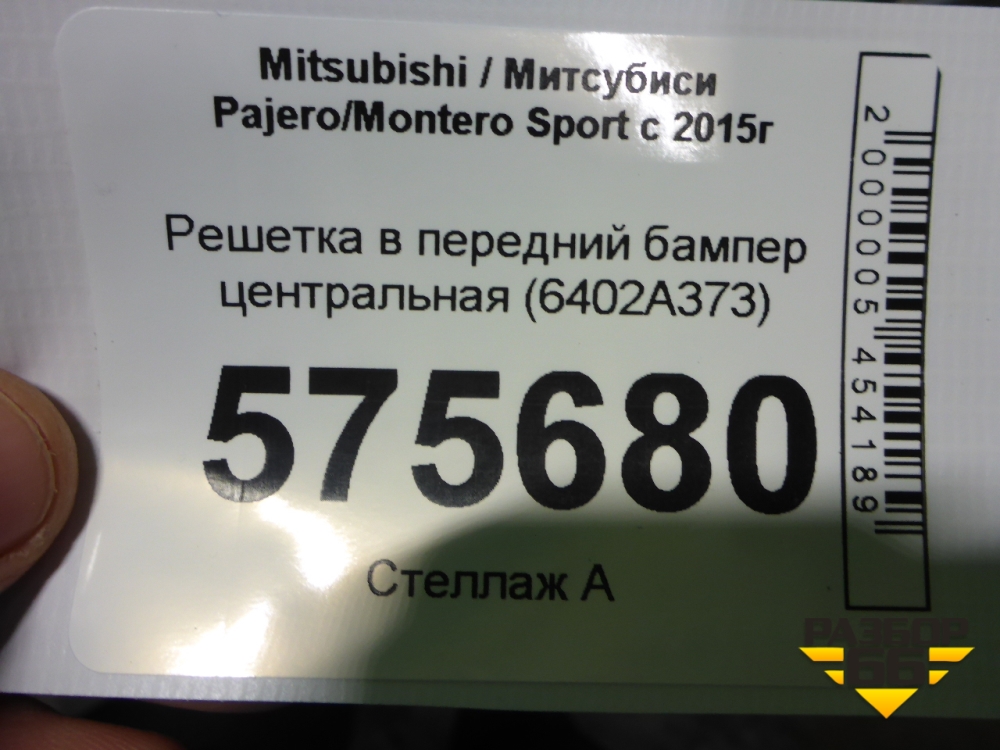 Mitsubishi / Митсубиси
Pajero/Montero Sport с 2015г
Решетка в передний бампер
центральная (6402A373)
575680
Стеллаж А
2000005454189
РАЗБОР
66